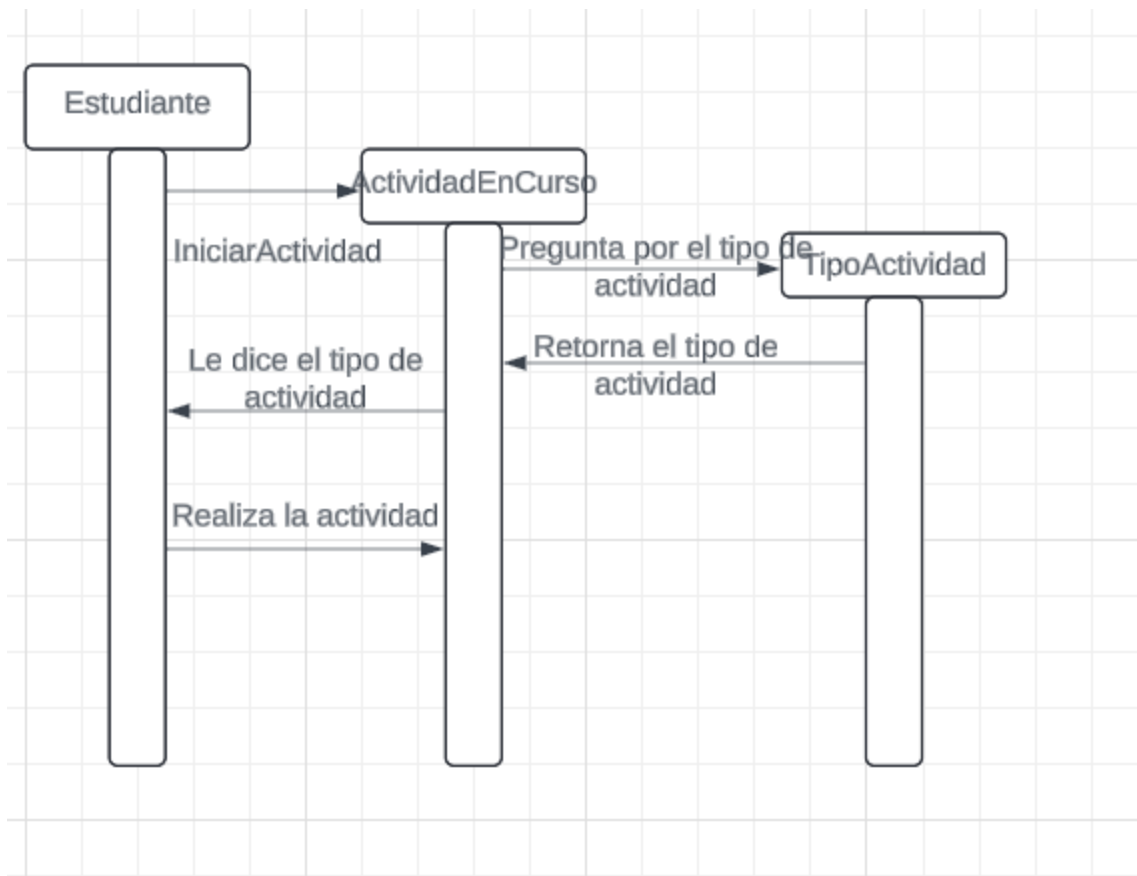 Estudiante
ActividadEnCurso
IniciarActividad
Pregunta por el tipo de
actividad
TipoActividad
Retorna el tipo de
actividad
Le dice el tipo de
actividad
Realiza la actividad